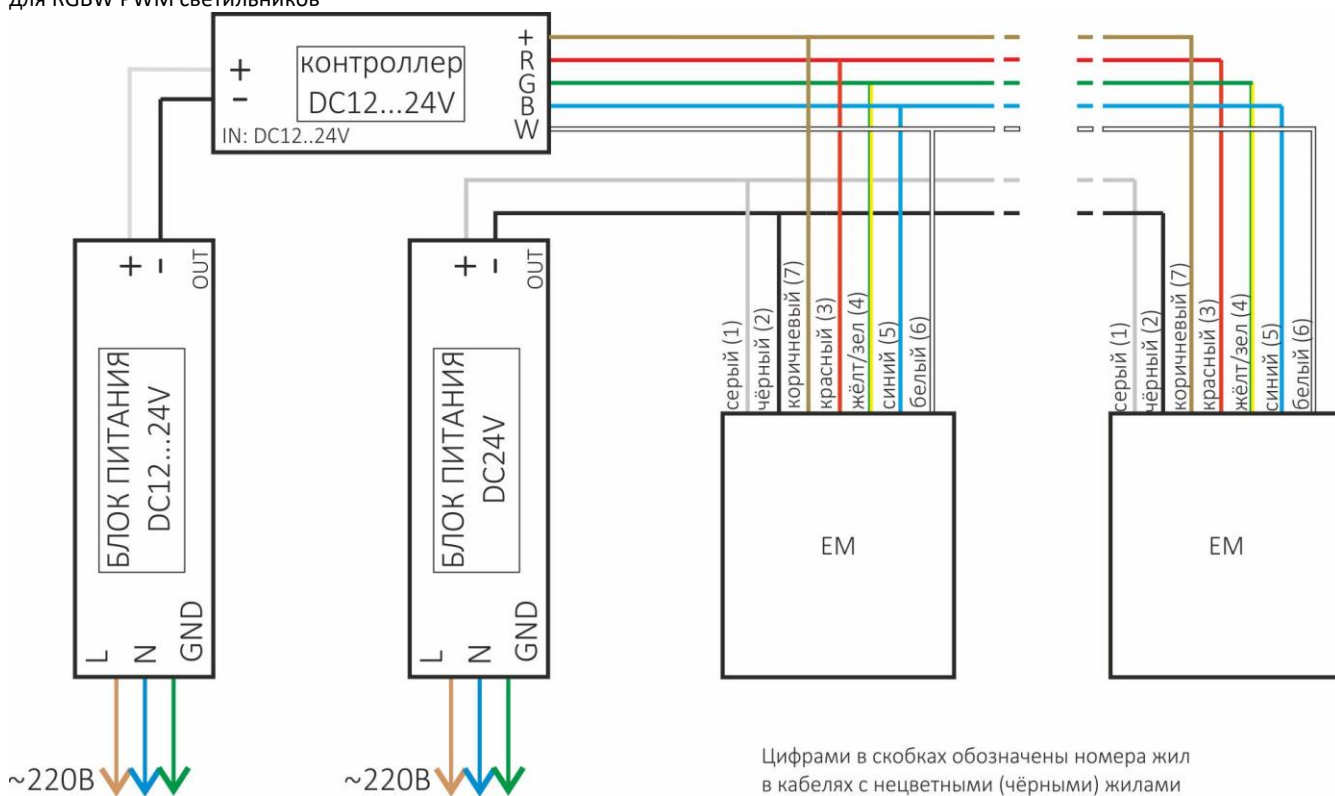 для RGBW PWM светильников
контроллер
DC12...24V
+
-
IN: DC12..24V
+
R
G
B
W
+
-
OUT
БЛОК ПИТАНИЯ
DC12...24V
L
N
GND
~220В
+
-
OUT
БЛОК ПИТАНИЯ
DC24V
L
N
GND
~220В
серый (1)
чёрный (2)
коричневый (7)
красный (3)
жёлт/зел (4)
синий (5)
белый (6)
EM
серый (1)
чёрный (2)
коричневый (7)
красный (3)
жёлт/зел (4)
синий (5)
белый (6)
EM
Цифрами в скобках обозначены номера жил
в кабелях с нецветными (чёрными) жилами